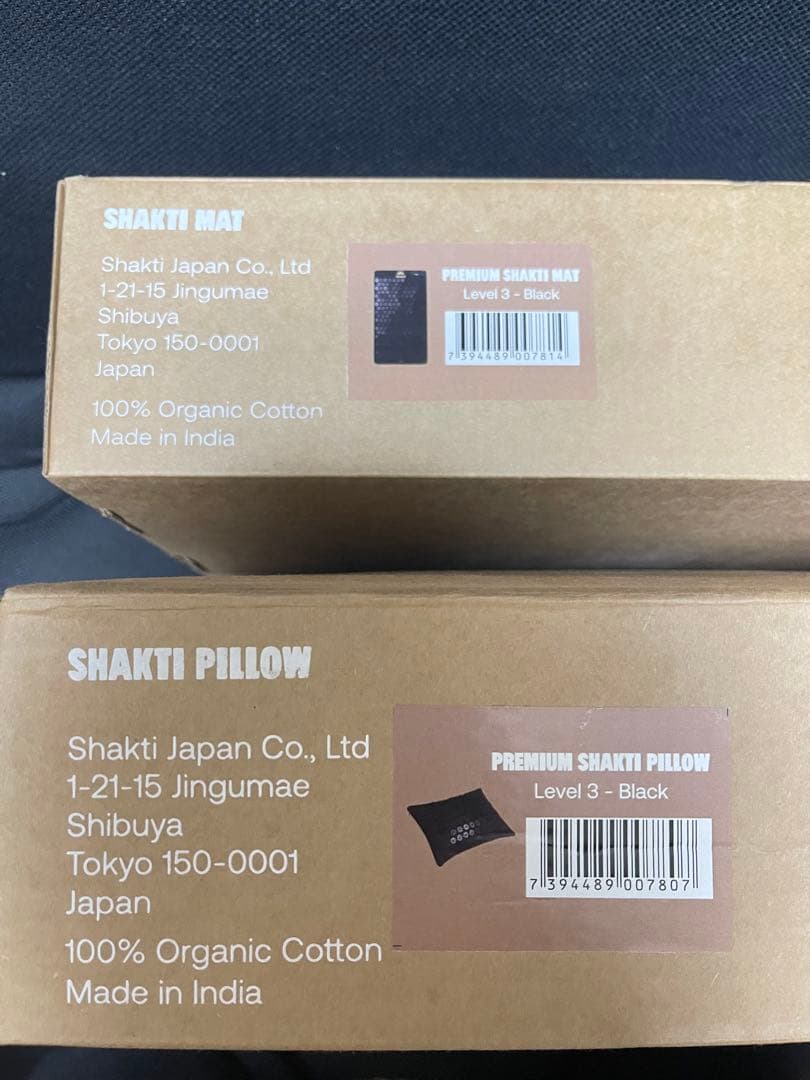 SHAKTI MAT
Shakti Japan Co., Ltd
1-21-15 Jingumae
Shibuya
Tokyo 150-0001
Japan
100% Organic Cotton
Made in India
PREMIUM SHAKTI MAT
Level 3 - Black
7 394489 007814
SHAKTI PILLOW
Shakti Japan Co., Ltd
1-21-15 Jingumae
Shibuya
Tokyo 150-0001
Japan
100% Organic Cotton
Made in India
PREMIUM SHAKTI PILLOW
Level 3 - Black
7 394489 007807